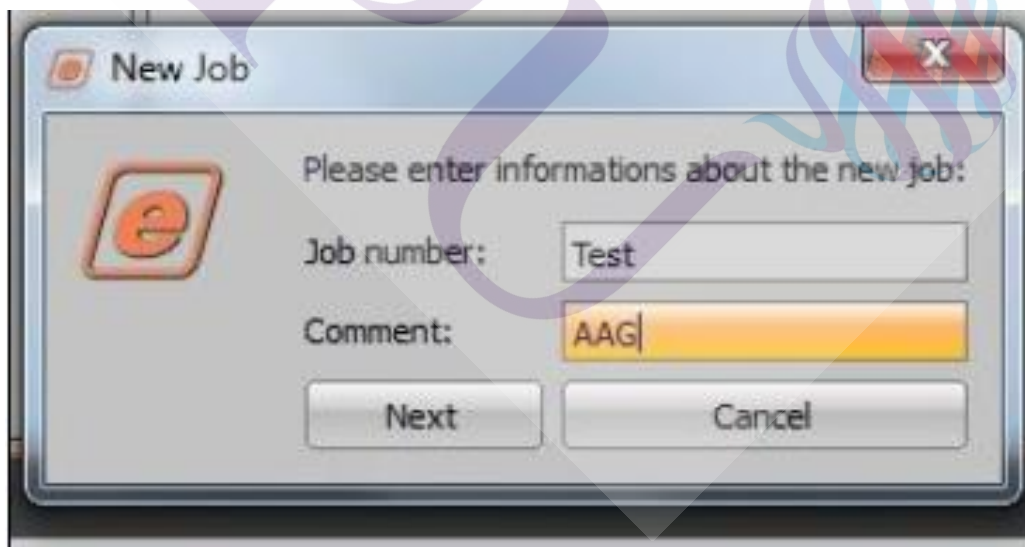 New Job
Please enter informations about the new job:
Job number: Test
Comment: AAG
Next Cancel